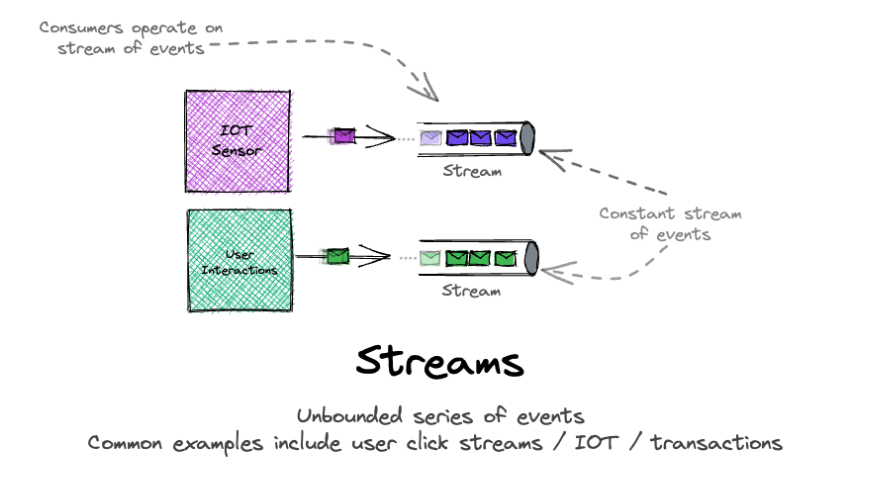 Consumers operate on
stream of events
IOT
Sensor
Stream
Constant stream
of events
User
Interactions
Stream
Streams
Unbounded series of events
Common examples include user click streams / IOT / transactions